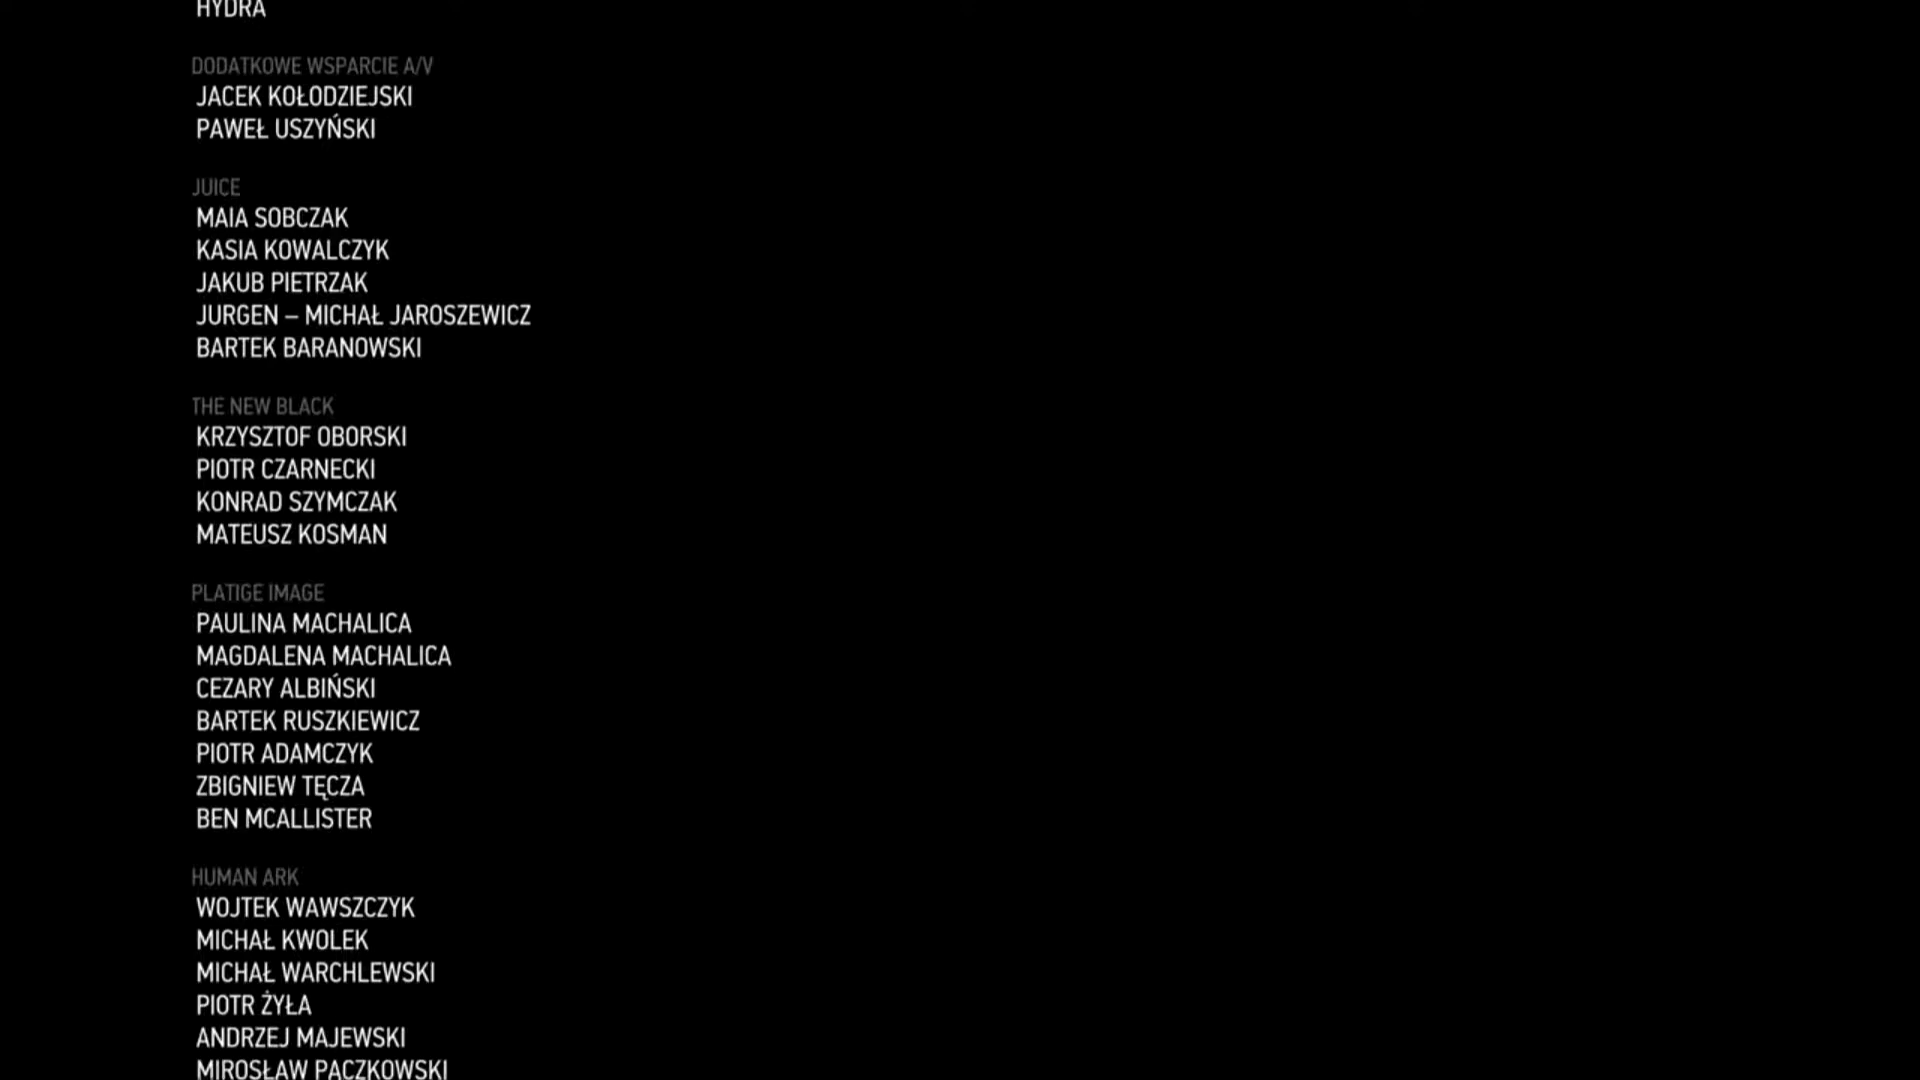 HYDRA
DODATKOWE WSPARCIE A/V
JACEK KOŁODZIEJSKI
PAWEŁ USZYŃSKI
JUICE
MAIA SOBCZAK
KASIA KOWALCZYK
JAKUB PIETRZAK
JURGEN – MICHAŁ JAROSZEWICZ
BARTEK BARANOWSKI
THE NEW BLACK
KRZYSZTOF OBORSKI
PIOTR CZARNECKI
KONRAD SZYMCZAK
MATEUSZ KOSMAN
PLATIGE IMAGE
PAULINA MACHALICA
MAGDALENA MACHALICA
CEZARY ALBIŃSKI
BARTEK RUSZKIEWICZ
PIOTR ADAMCZYK
ZBIGNIEW TĘCZA
BEN MCALLISTER
HUMAN ARK
WOJTEK WAWSZCZYK
MICHAŁ KWOLEK
MICHAŁ WARCHLEWSKI
PIOTR ŻYŁA
ANDRZEJ MAJEWSKI
MIROSŁAW PĄCZKOWSKI